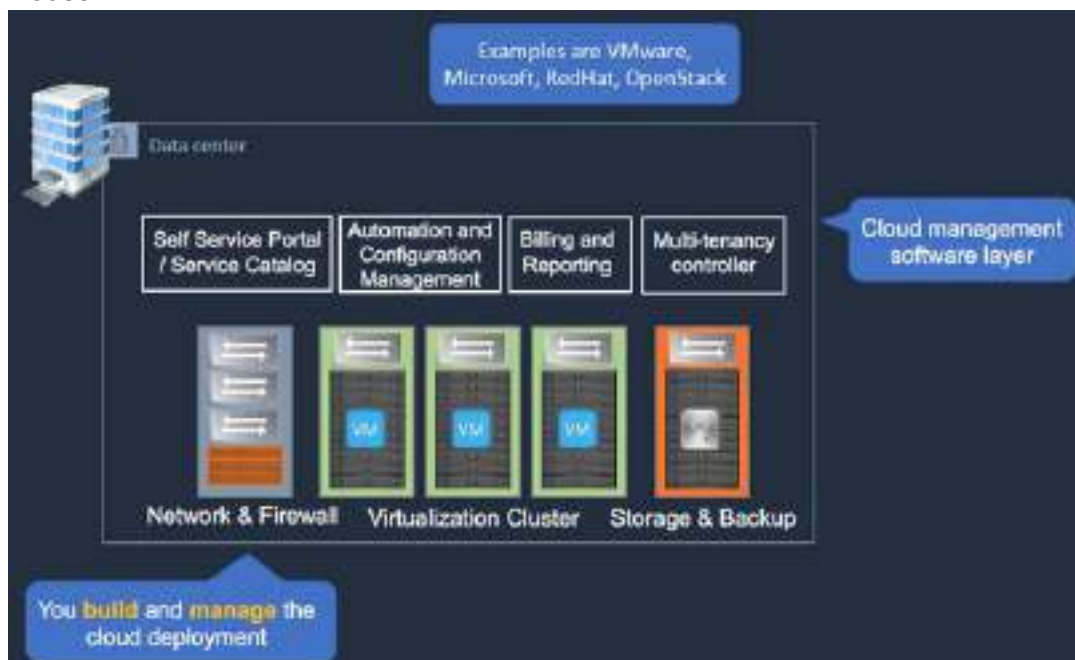 Examples are VMware,
Microsoft, RedHat, OpenStack
Data center
Self Service Portal
/ Service Catalog
Automation and
Configuration
Management
Billing and
Reporting
Multi-tenancy
controller
Cloud management
software layer
VM
VM
VM
Network & Firewall
Virtualization Cluster
Storage & Backup
You build and manage the
cloud deployment